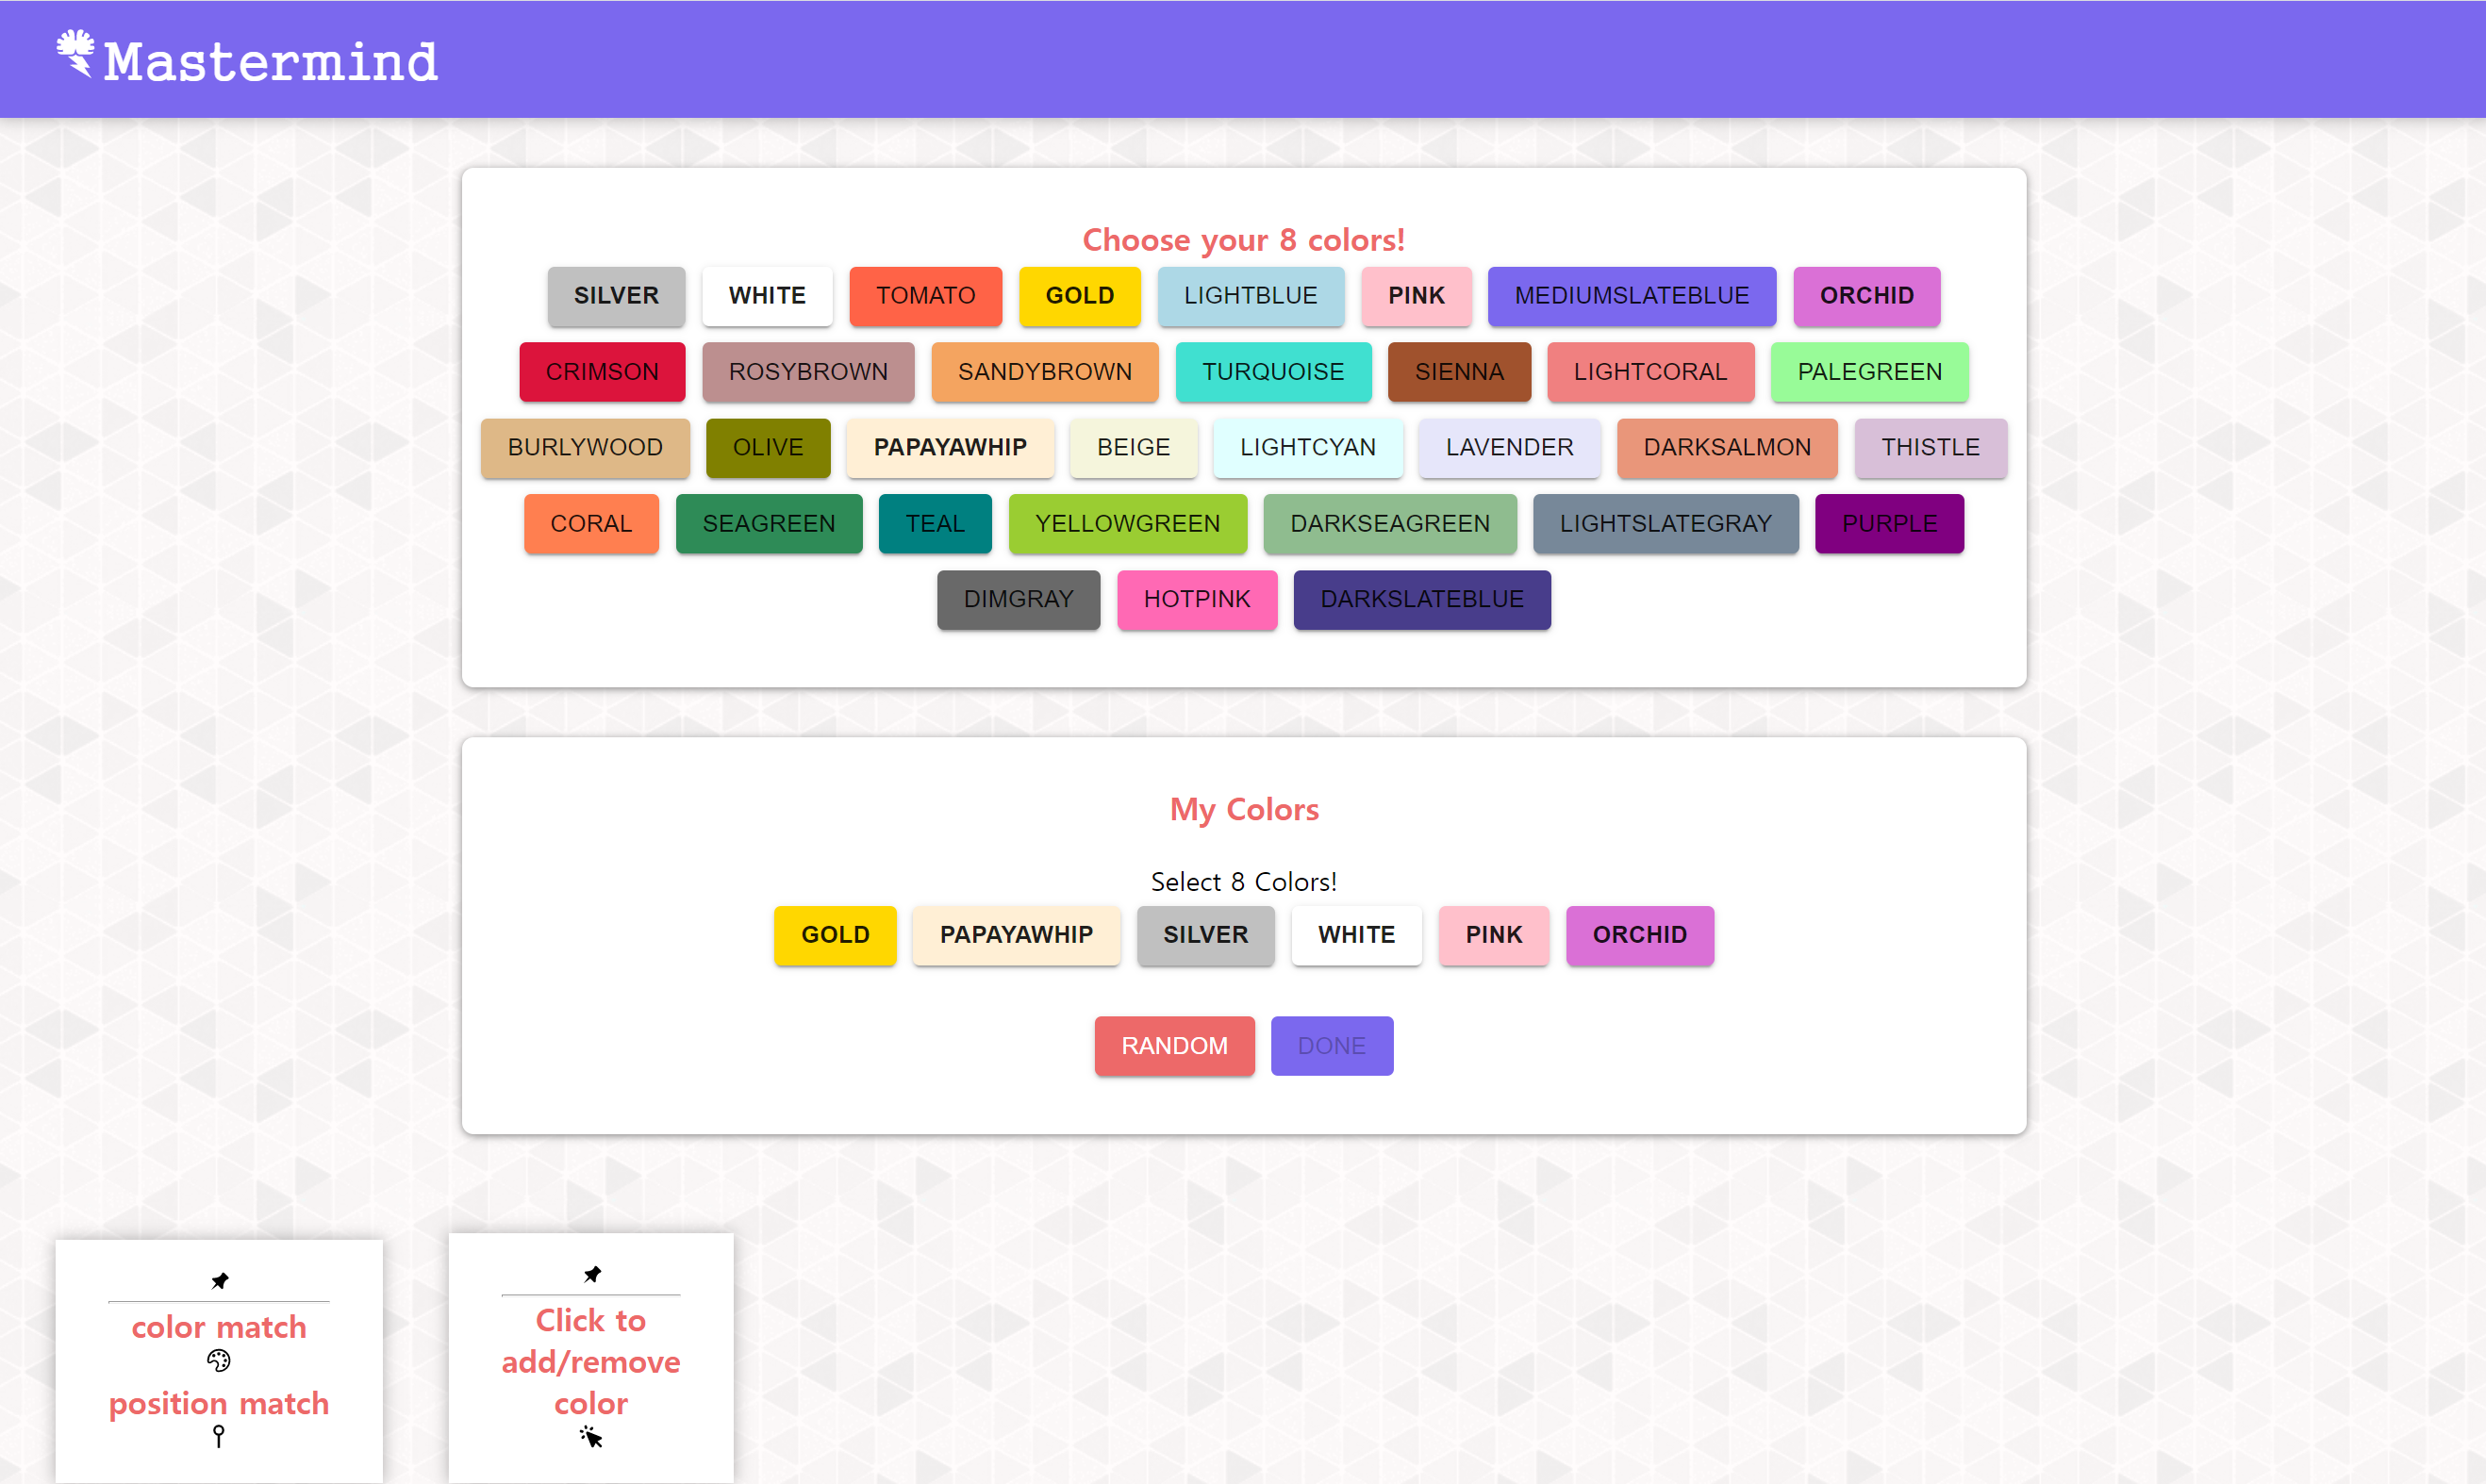 Mastermind
Choose your 8 colors!
SILVER WHITE TOMATO GOLD LIGHTBLUE PINK MEDIUMSLATEBLUE ORCHID
CRIMSON ROSYBROWN SANDYBROWN TURQUOISE SIENNA LIGHTCORAL PALEGREEN
BURLYWOOD OLIVE PAPAYAWHIP BEIGE LIGHTCYAN LAVENDER DARKSALMON THISTLE
CORAL SEAGREEN TEAL YELLOWGREEN DARKSEAGREEN LIGHTSLATEGRAY PURPLE
DIMGRAY HOTPINK DARKSLATEBLUE
My Colors
Select 8 Colors!
GOLD PAPAYAWHIP SILVER WHITE PINK ORCHID
RANDOM DONE
color match
position match
Click to
add/remove
color